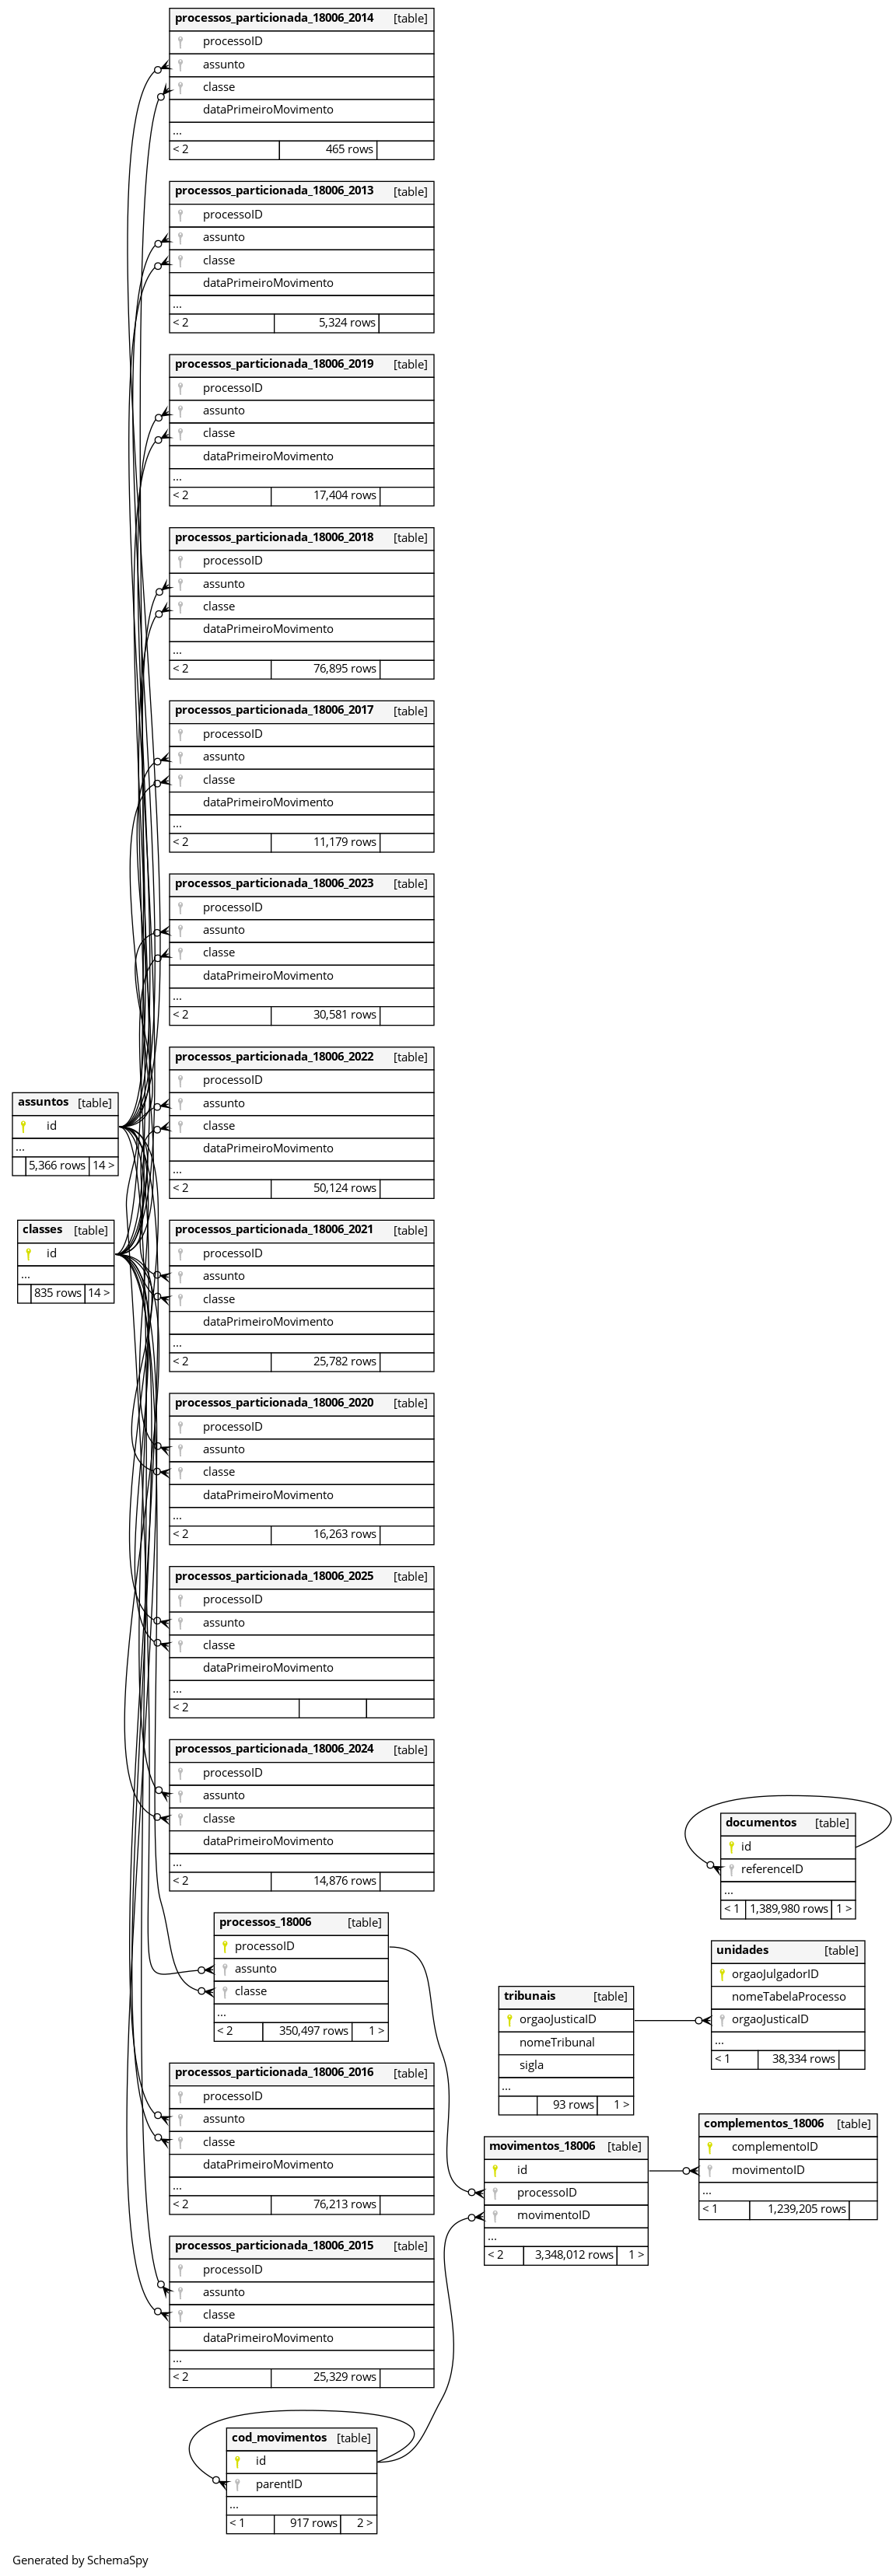 processos_particionada_18006_2014 [table]
processoID
assunto
classe
dataPrimeiroMovimento
...
< 2 465 rows
processos_particionada_18006_2013 [table]
processoID
assunto
classe
dataPrimeiroMovimento
...
< 2 5,324 rows
processos_particionada_18006_2019 [table]
processoID
assunto
classe
dataPrimeiroMovimento
...
< 2 17,404 rows
processos_particionada_18006_2018 [table]
processoID
assunto
classe
dataPrimeiroMovimento
...
< 2 76,895 rows
processos_particionada_18006_2017 [table]
processoID
assunto
classe
dataPrimeiroMovimento
...
< 2 11,179 rows
processos_particionada_18006_2023 [table]
processoID
assunto
classe
dataPrimeiroMovimento
...
< 2 30,581 rows
processos_particionada_18006_2022 [table]
processoID
assunto
classe
dataPrimeiroMovimento
...
< 2 50,124 rows
assuntos [table]
id
...
5,366 rows 14 >
classes [table]
id
...
835 rows 14 >
processos_particionada_18006_2021 [table]
processoID
assunto
classe
dataPrimeiroMovimento
...
< 2 25,782 rows
processos_particionada_18006_2020 [table]
processoID
assunto
classe
dataPrimeiroMovimento
...
< 2 16,263 rows
processos_particionada_18006_2025 [table]
processoID
assunto
classe
dataPrimeiroMovimento
...
< 2
processos_particionada_18006_2024 [table]
processoID
assunto
classe
dataPrimeiroMovimento
...
< 2 14,876 rows
documentos [table]
id
referenceID
...
< 1 1,389,980 rows 1 >
processos_18006 [table]
processoID
assunto
classe
...
< 2 350,497 rows 1 >
unidades [table]
orgaoJulgadorID
nomeTabelaProcesso
orgaoJusticaID
...
< 1 38,334 rows
tribunais [table]
orgaoJusticaID
nomeTribunal
sigla
...
93 rows 1 >
processos_particionada_18006_2016 [table]
processoID
assunto
classe
dataPrimeiroMovimento
...
< 2 76,213 rows
complementos_18006 [table]
complementoID
movimentoID
...
< 1 1,239,205 rows
movimentos_18006 [table]
id
processoID
movimentoID
...
< 2 3,348,012 rows 1 >
processos_particionada_18006_2015 [table]
processoID
assunto
classe
dataPrimeiroMovimento
...
< 2 25,329 rows
cod_movimentos [table]
id
parentID
...
< 1 917 rows 2 >
Generated by SchemaSpy